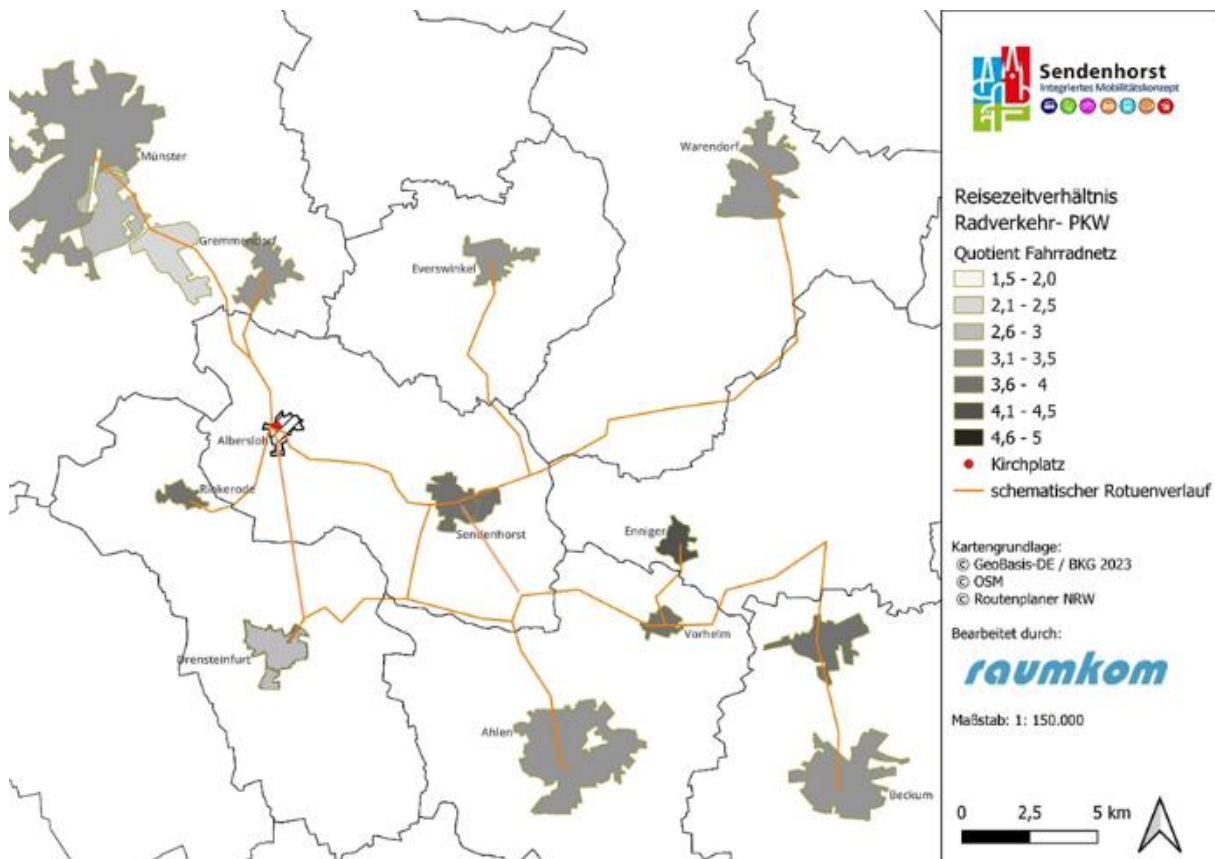 Münster
Gremmendorf
Everswinkel
Warendorf
Albersloh
Rinkerode
Sendenhorst
Enniger
Vorhelm
Drensteinfurt
Ahlen
Beckum
Sendenhorst
Integriertes Mobilitätskonzept
Reisezeitverhältnis
Radverkehr- PKW
Quotient Fahrradnetz
1,5 - 2,0
2,1 - 2,5
2,6 - 3
3,1 - 3,5
3,6 - 4
4,1 - 4,5
4,6 - 5
Kirchplatz
schematischer Rotuenverlauf
Kartengrundlage:
© GeoBasis-DE / BKG 2023
© OSM
© Routenplaner NRW
Bearbeitet durch:
raumkom
Maßstab: 1: 150.000
0 2,5 5 km